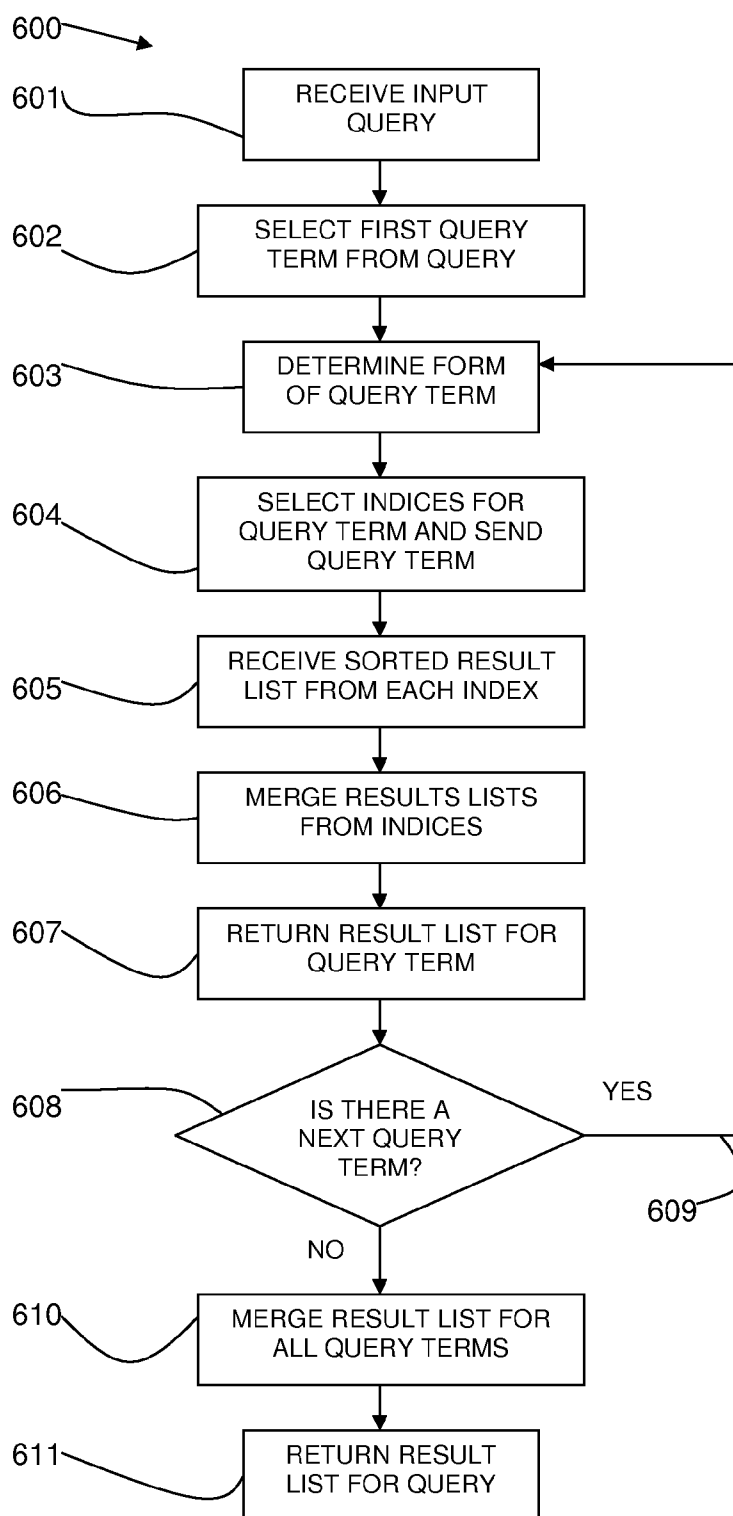 600
601
RECEIVE INPUT
QUERY
602
SELECT FIRST QUERY
TERM FROM QUERY
603
DETERMINE FORM
OF QUERY TERM
604
SELECT INDICES FOR
QUERY TERM AND SEND
QUERY TERM
605
RECEIVE SORTED RESULT
LIST FROM EACH INDEX
606
MERGE RESULTS LISTS
FROM INDICES
607
RETURN RESULT LIST FOR
QUERY TERM
608
IS THERE A
NEXT QUERY
TERM?
YES
609
NO
610
MERGE RESULT LIST FOR
ALL QUERY TERMS
611
RETURN RESULT
LIST FOR QUERY